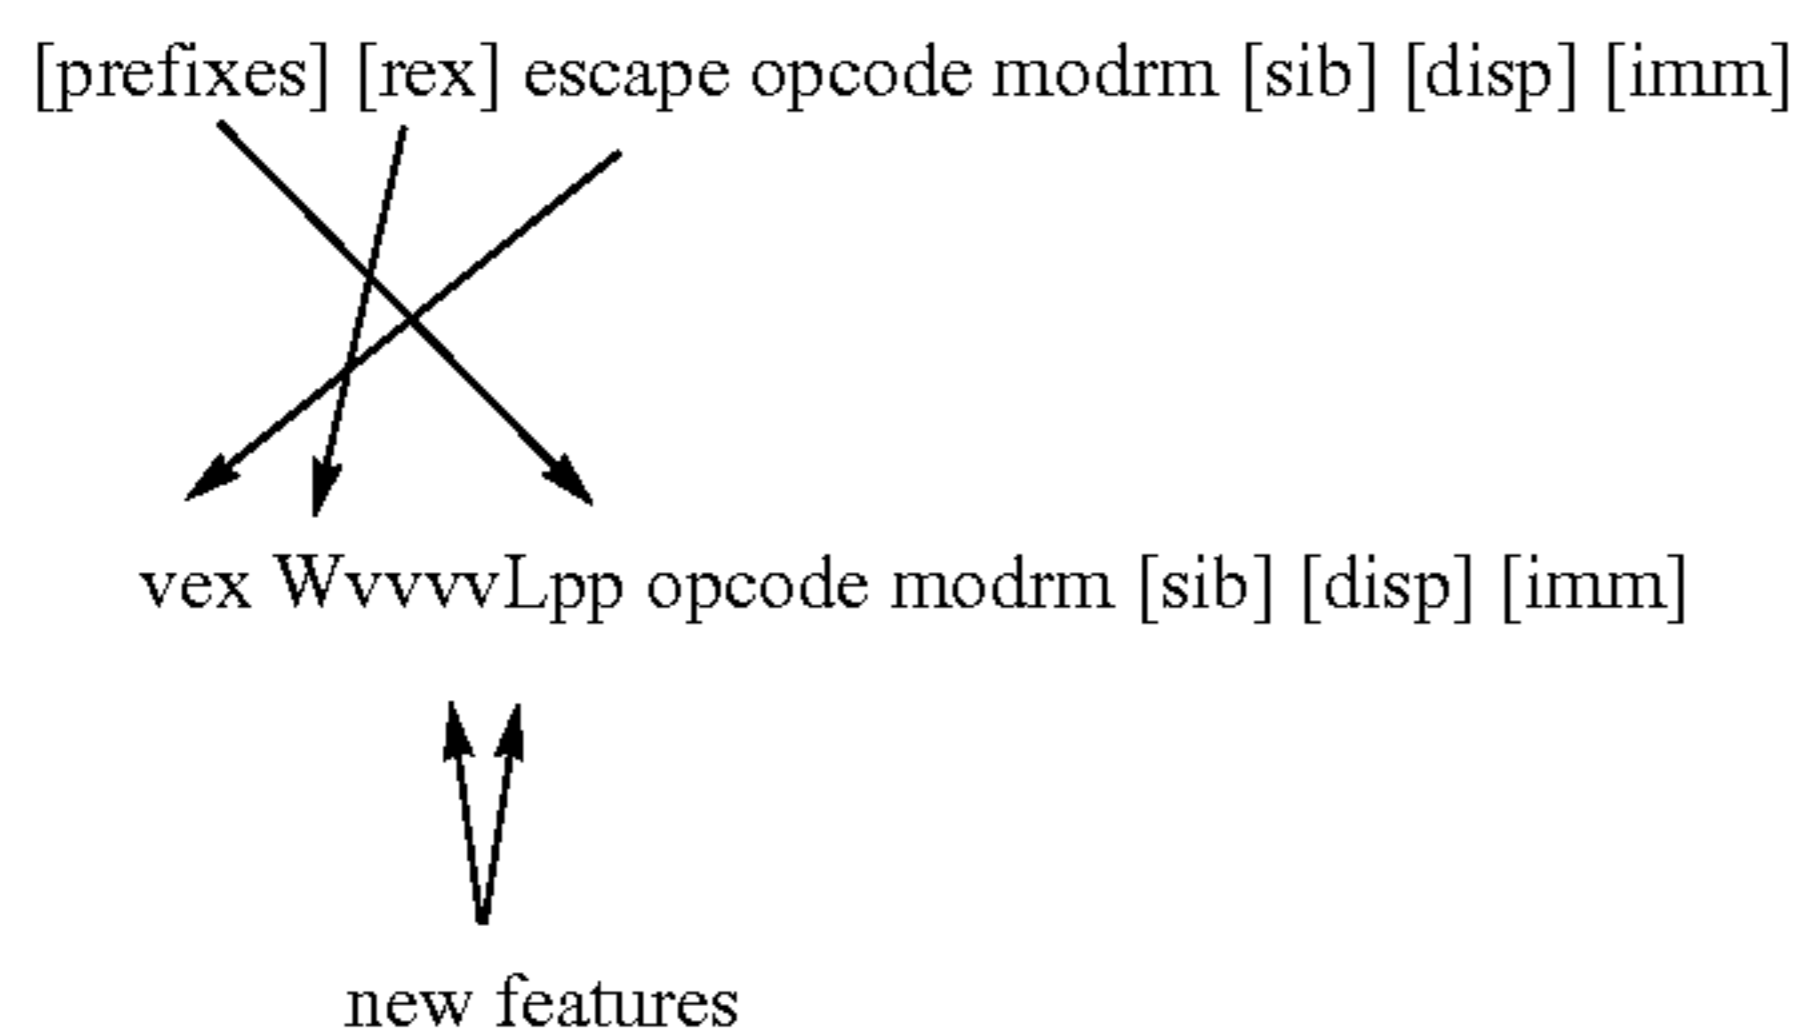 [prefixes] [rex] escape opcode modrm [sib] [disp] [imm]
vex WvvvvLpp opcode modrm [sib] [disp] [imm]
new features